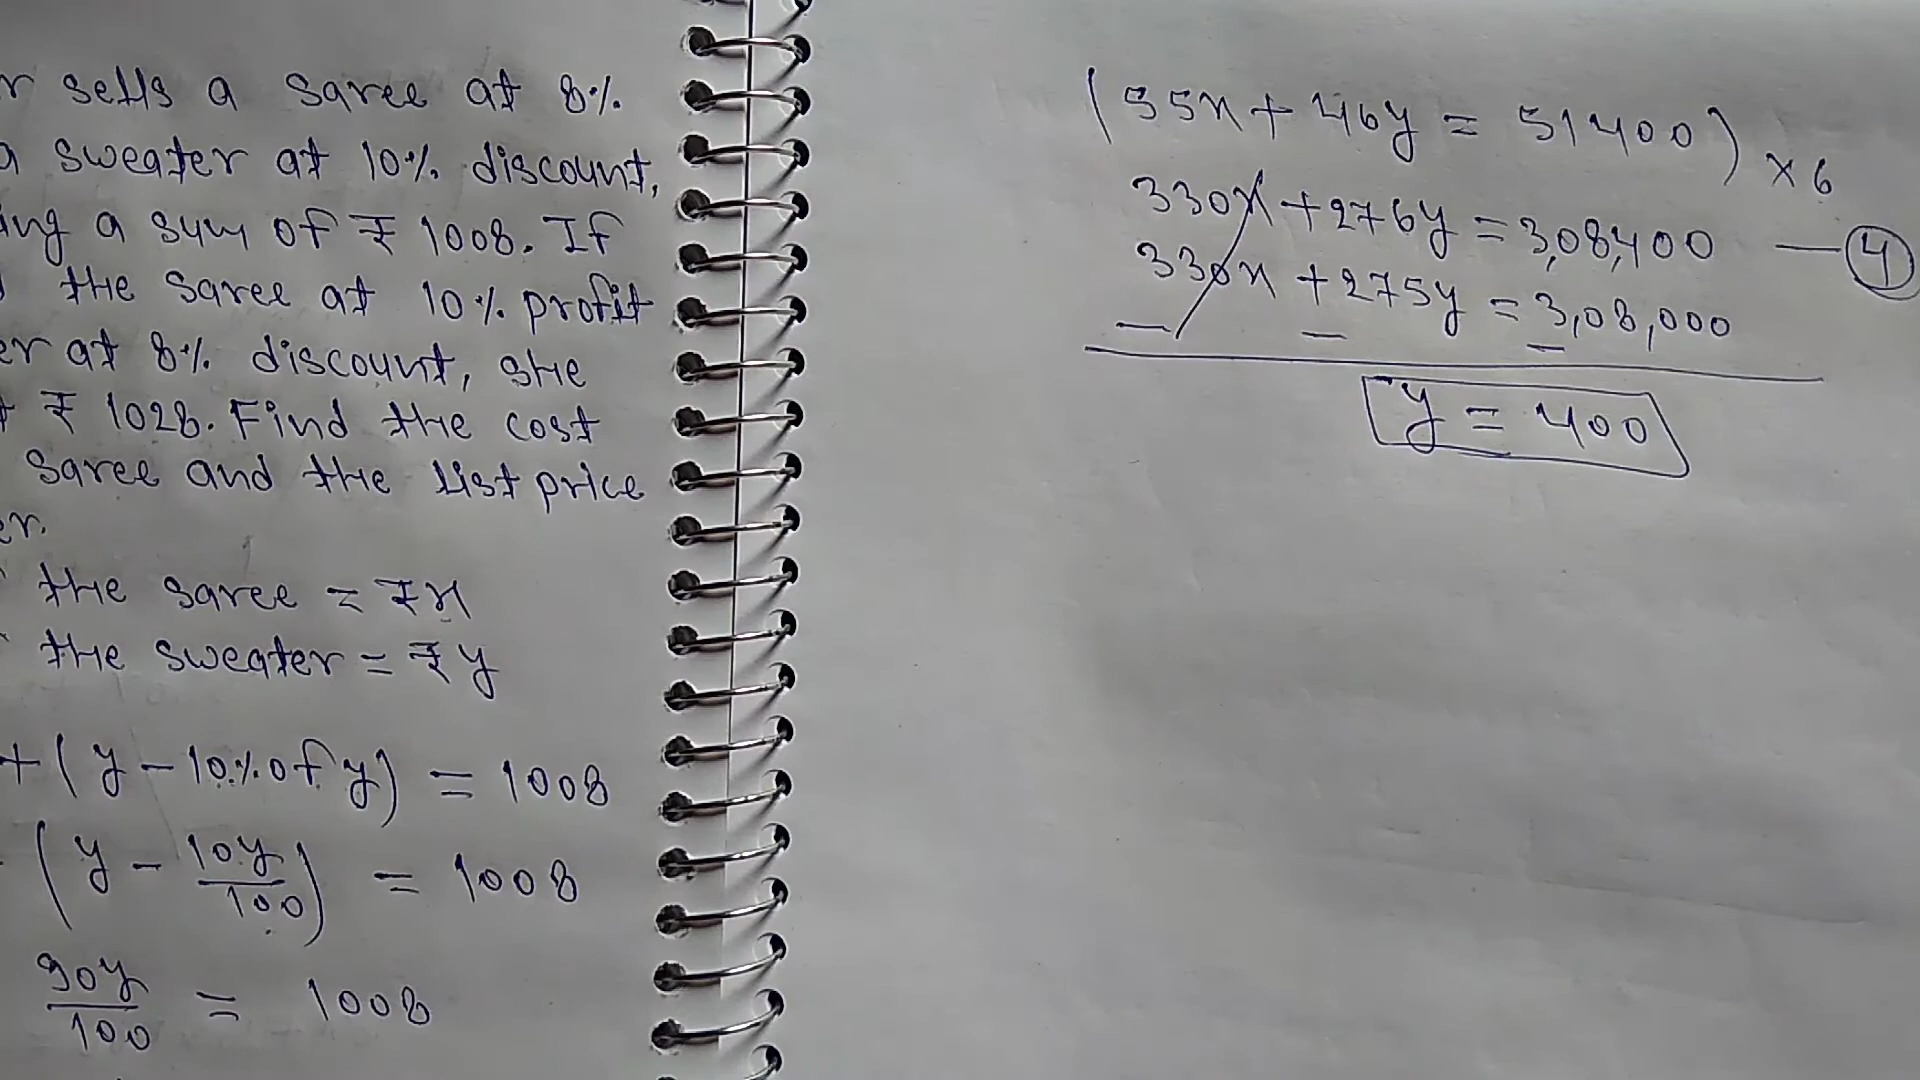 sells a saree at 8%
a sweater at 10% discount,
a sum of ₹ 1008. If
the saree at 10% profit
er at 8% discount, she
₹ 1028. Find the cost
saree and the list price
er.
the saree = ₹x
the sweater = ₹y
+ (y - 10% of y) = 1008
(y - 10y/100) = 1008
90y/100 = 1008
(55x + 46y = 51400) × 6
330x + 276y = 3,08,400 — ④
330x + 275y = 3,08,000
— — —
y = 400